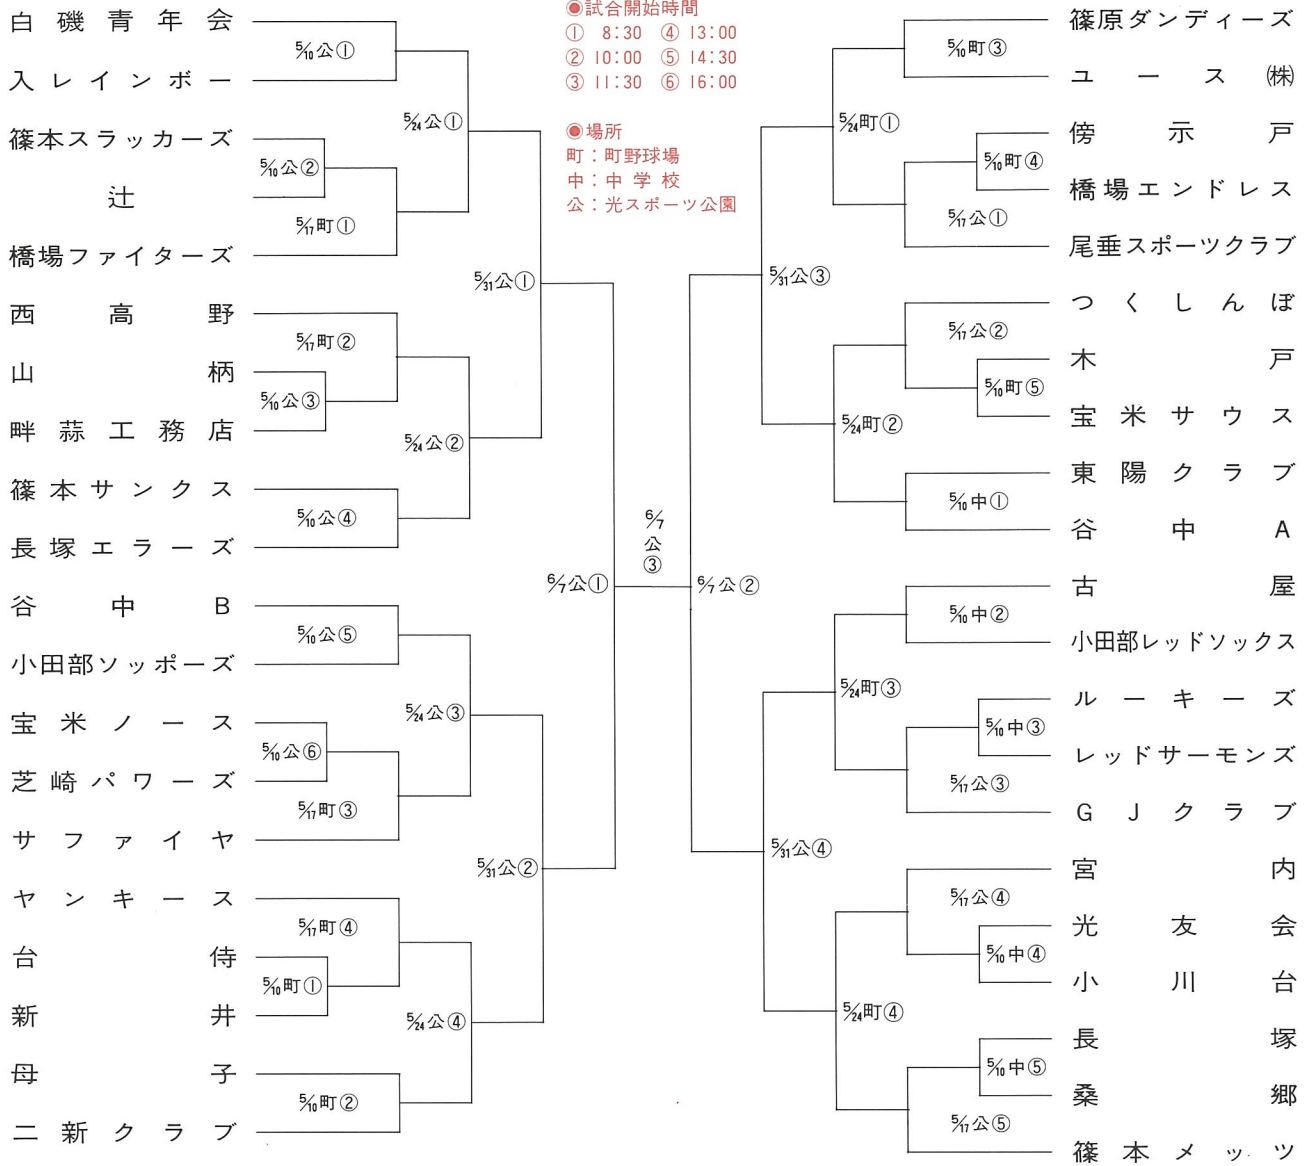 白磯青年会
5/10公①
入レインボー
5/24公①
篠本スラッカーズ
5/10公②
辻
5/17町①
橋場ファイターズ
5/31公①
西高野
5/17町②
山柄
5/10公③
畔蒜工務店
5/24公②
篠本サンクス
5/10公④
長塚エラーズ
6/7公①
谷中B
5/10公⑤
小田部ソッポーズ
5/24公③
宝米ノース
5/10公⑥
芝崎パワーズ
5/17町③
サファイヤ
5/31公②
ヤンキース
5/17町④
台侍
5/10町①
新井
5/24公④
母子
5/10町②
二新クラブ
◉試合開始時間
① 8:30 ④ 13:00
② 10:00 ⑤ 14:30
③ 11:30 ⑥ 16:00
◉場所
町：町野球場
中：中学校
公：光スポーツ公園
6/7
公
③
篠原ダンディーズ
5/10町③
ユース㈱
5/24町①
傍示戸
5/10町④
橋場エンドレス
5/17公①
尾垂スポーツクラブ
5/31公③
つくしんぼ
5/17公②
木戸
5/10町⑤
宝米サウス
5/24町②
東陽クラブ
5/10中①
谷中A
6/7公②
古屋
5/10中②
小田部レッドソックス
5/24町③
ルーキーズ
5/10中③
レッドサーモンズ
5/17公③
GJクラブ
5/31公④
宮内
5/17公④
光友会
5/10中④
小川台
5/24町④
長塚
5/10中⑤
桑郷
5/17公⑤
篠本メッツ